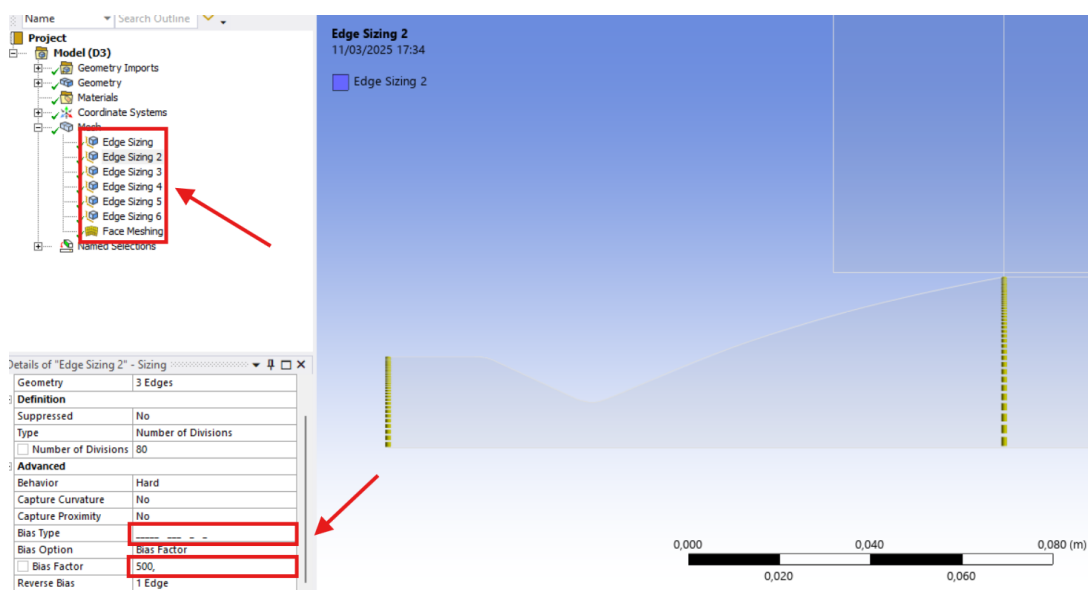 Name Search Outline
Project
Model (D3)
Geometry Imports
Geometry
Materials
Coordinate Systems
Mesh
Edge Sizing
Edge Sizing 2
Edge Sizing 3
Edge Sizing 4
Edge Sizing 5
Edge Sizing 6
Face Meshing
Named Selections
Details of "Edge Sizing 2" - Sizing
Geometry 3 Edges
Definition
Suppressed No
Type Number of Divisions
Number of Divisions 80
Advanced
Behavior Hard
Capture Curvature No
Capture Proximity No
Bias Type _____ ___ _ _
Bias Option Bias Factor
Bias Factor 500,
Reverse Bias 1 Edge
Edge Sizing 2
11/03/2025 17:34
Edge Sizing 2
0,000 0,040 0,080 (m)
0,020 0,060